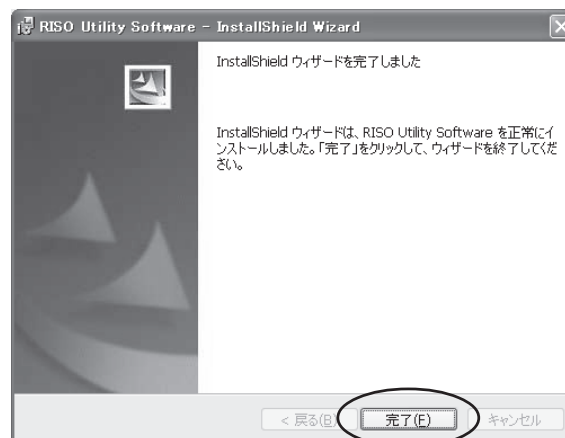 RISO Utility Software - InstallShield Wizard
InstallShield ウィザードを完了しました
InstallShield ウィザードは、RISO Utility Software を正常にイ
ンストールしました。「完了」をクリックして、ウィザードを終了してくだ
さい。
< 戻る(B) 完了(F) キャンセル